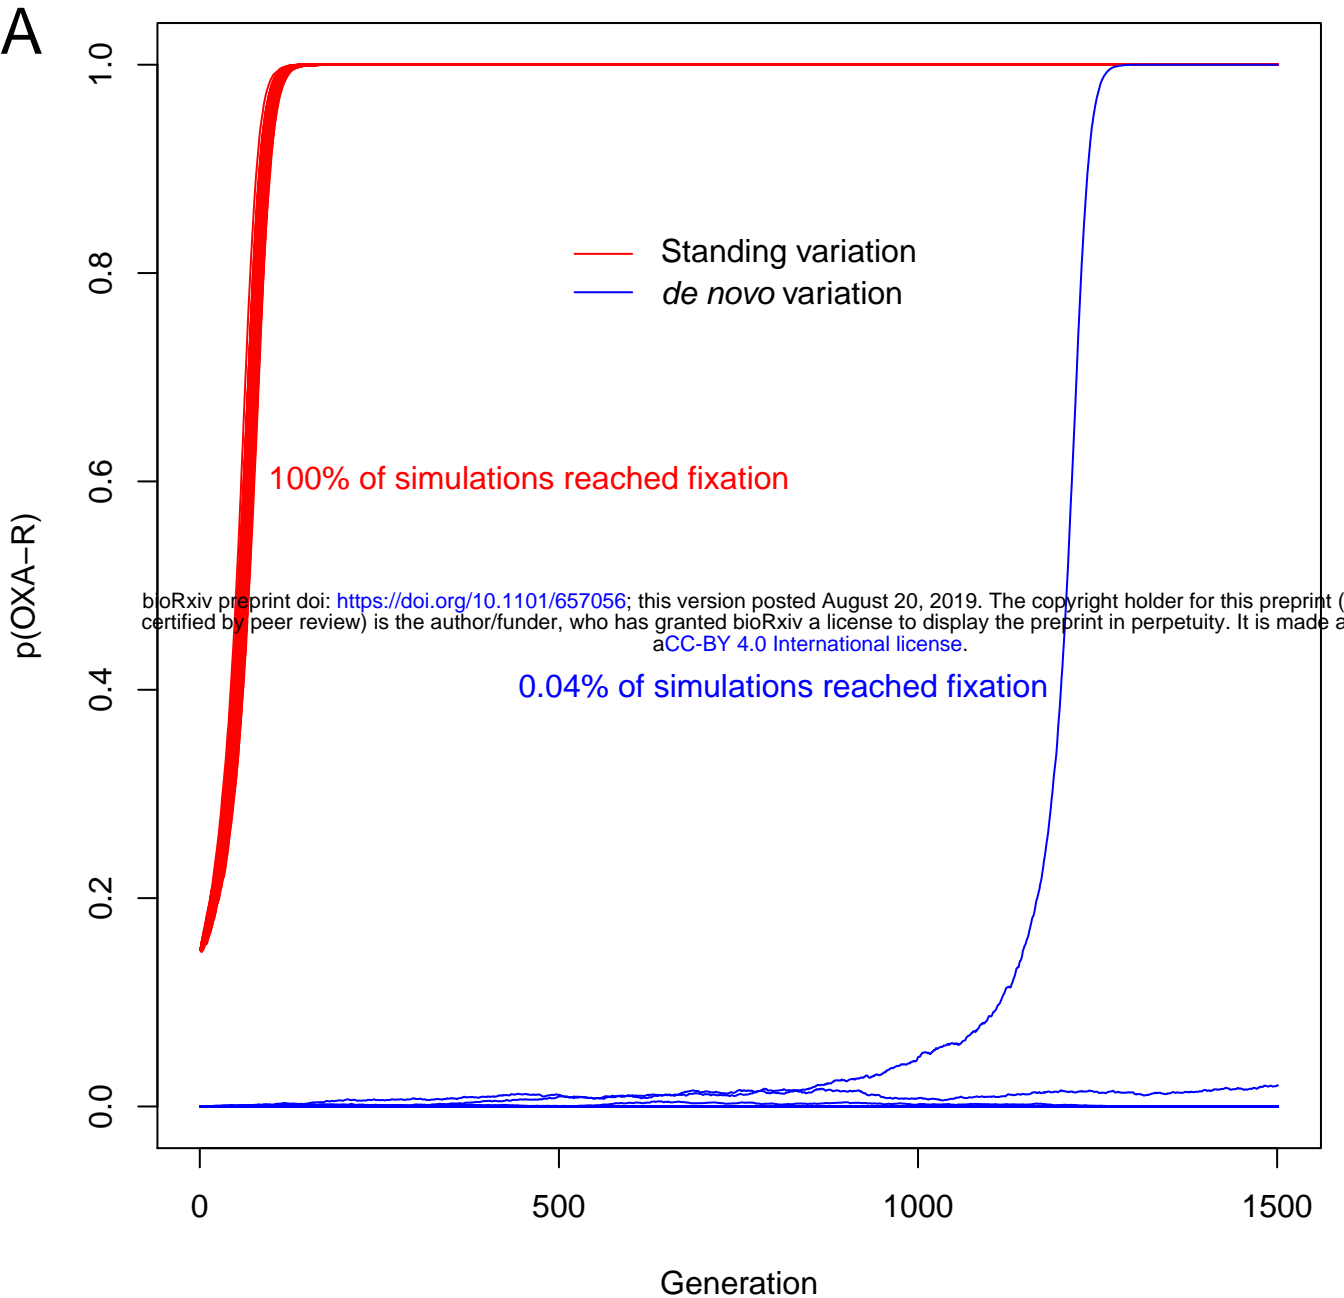 A
1.0
0.8
0.6
0.4
0.2
0.0
p(OXA−R)
Standing variation
de novo variation
100% of simulations reached fixation
bioRxiv preprint doi: https://doi.org/10.1101/657056; this version posted August 20, 2019. The copyright holder for this preprint (
certified by peer review) is the author/funder, who has granted bioRxiv a license to display the preprint in perpetuity. It is made a
aCC-BY 4.0 International license.
0.04% of simulations reached fixation
0
500
1000
1500
Generation